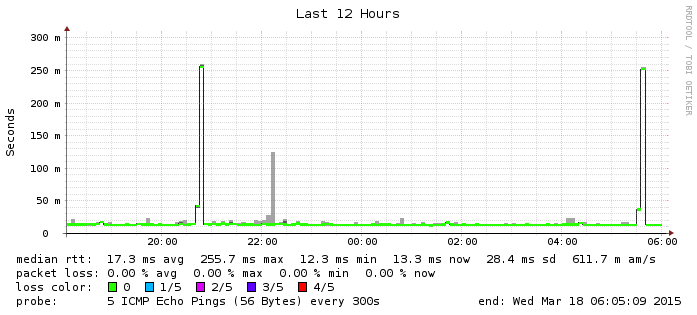 Last 12 Hours
RRDTOOL / TOBI OETIKER
Seconds
300 m
250 m
200 m
150 m
100 m
50 m
0
20:00 22:00 00:00 02:00 04:00 06:00
median rtt: 17.3 ms avg 255.7 ms max 12.3 ms min 13.3 ms now 28.4 ms sd 611.7 m am/s
packet loss: 0.00 % avg 0.00 % max 0.00 % min 0.00 % now
loss color: 0 1/5 2/5 3/5 4/5
probe: 5 ICMP Echo Pings (56 Bytes) every 300s end: Wed Mar 18 06:05:09 2015